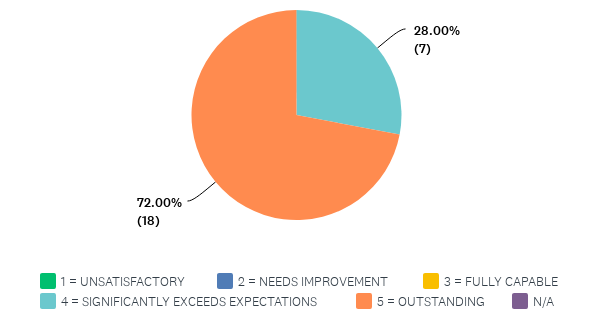 28.00%
(7)
72.00%
(18)
1 = UNSATISFACTORY 2 = NEEDS IMPROVEMENT 3 = FULLY CAPABLE
4 = SIGNIFICANTLY EXCEEDS EXPECTATIONS 5 = OUTSTANDING N/A